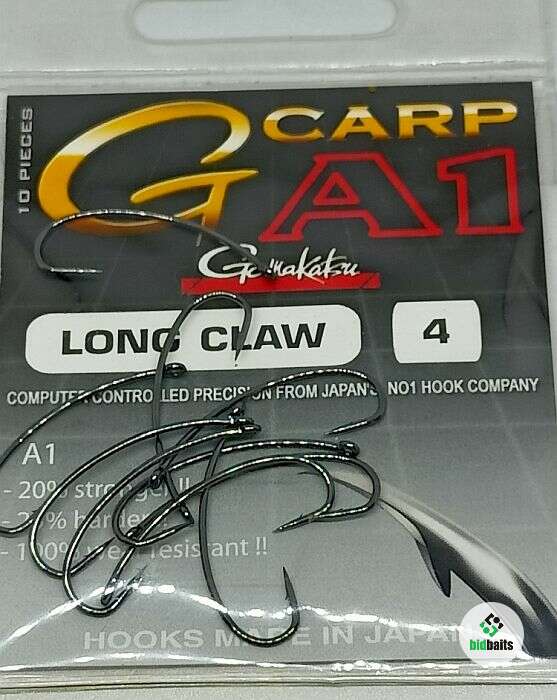 10 PIECES
G CARP
A1
Gamakatsu
LONG CLAW
4
COMPUTER CONTROLLED PRECISION FROM JAPAN'S NO1 HOOK COMPANY
A1
- 20% stronger !!
- harder !!
- 100% resistant !!
HOOKS MADE IN JAPAN
bidbaits